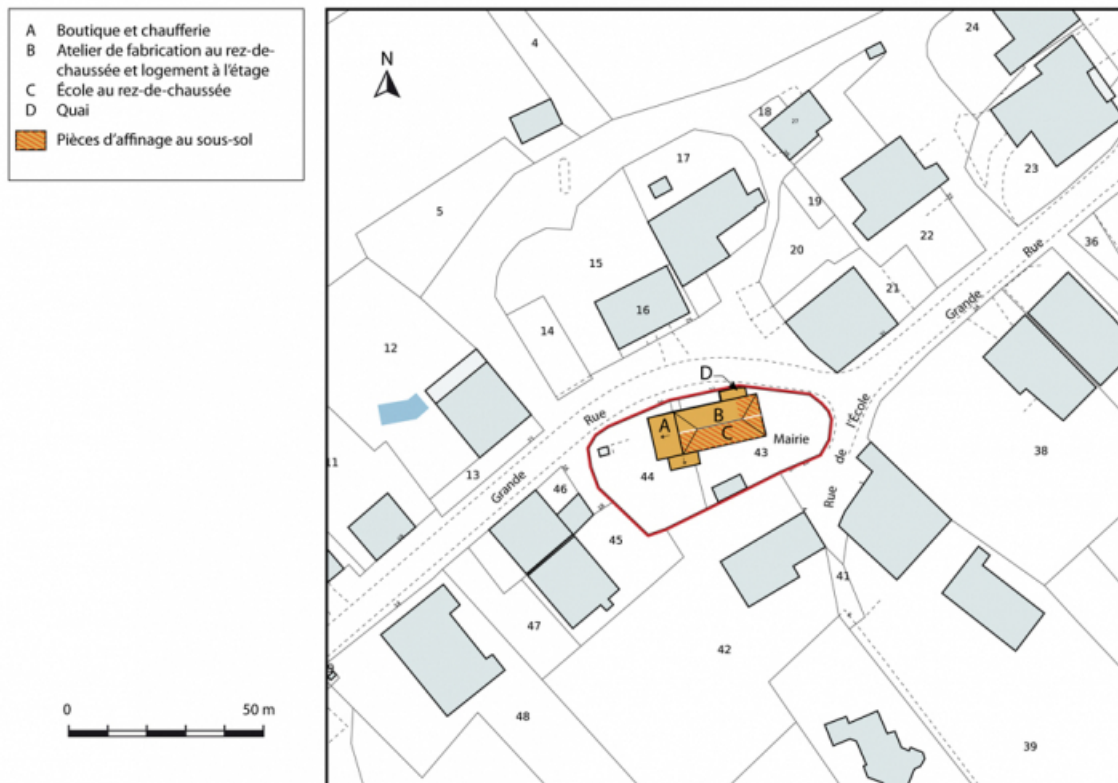 A Boutique et chaufferie
B Atelier de fabrication au rez-de-
chaussée et logement à l'étage
C École au rez-de-chaussée
D Quai
Pièces d'affinage au sous-sol
N
4
24
18
27
17
23
5
19
22
36
20
Rue
15
21
Grande
14
16
12
D
Rue
A
B
C
Mairie
de l'École
Rue
43
38
11
13
Grande
44
46
45
41
47
42
48
39
0 50 m